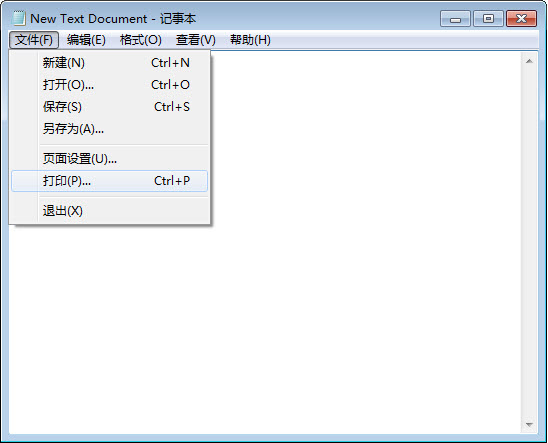 New Text Document - 记事本
文件(F) 编辑(E) 格式(O) 查看(V) 帮助(H)
新建(N) Ctrl+N
打开(O)... Ctrl+O
保存(S) Ctrl+S
另存为(A)...
页面设置(U)...
打印(P)... Ctrl+P
退出(X)